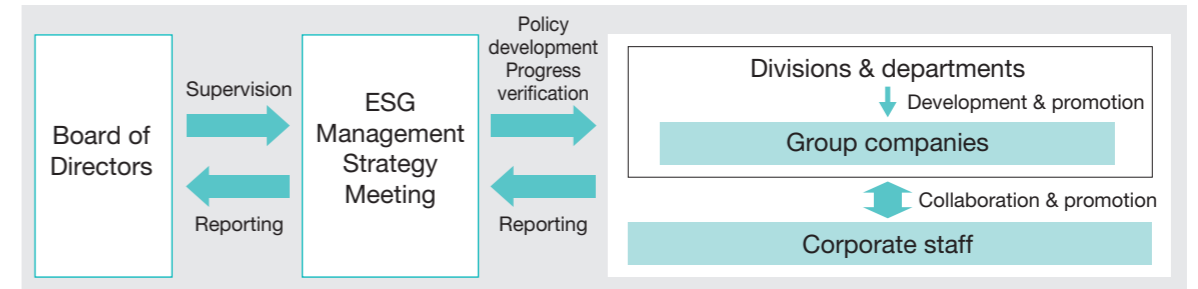 Board of
Directors
Supervision
Reporting
ESG
Management
Strategy
Meeting
Policy
development
Progress
verification
Reporting
Divisions & departments
Development & promotion
Group companies
Collaboration & promotion
Corporate staff